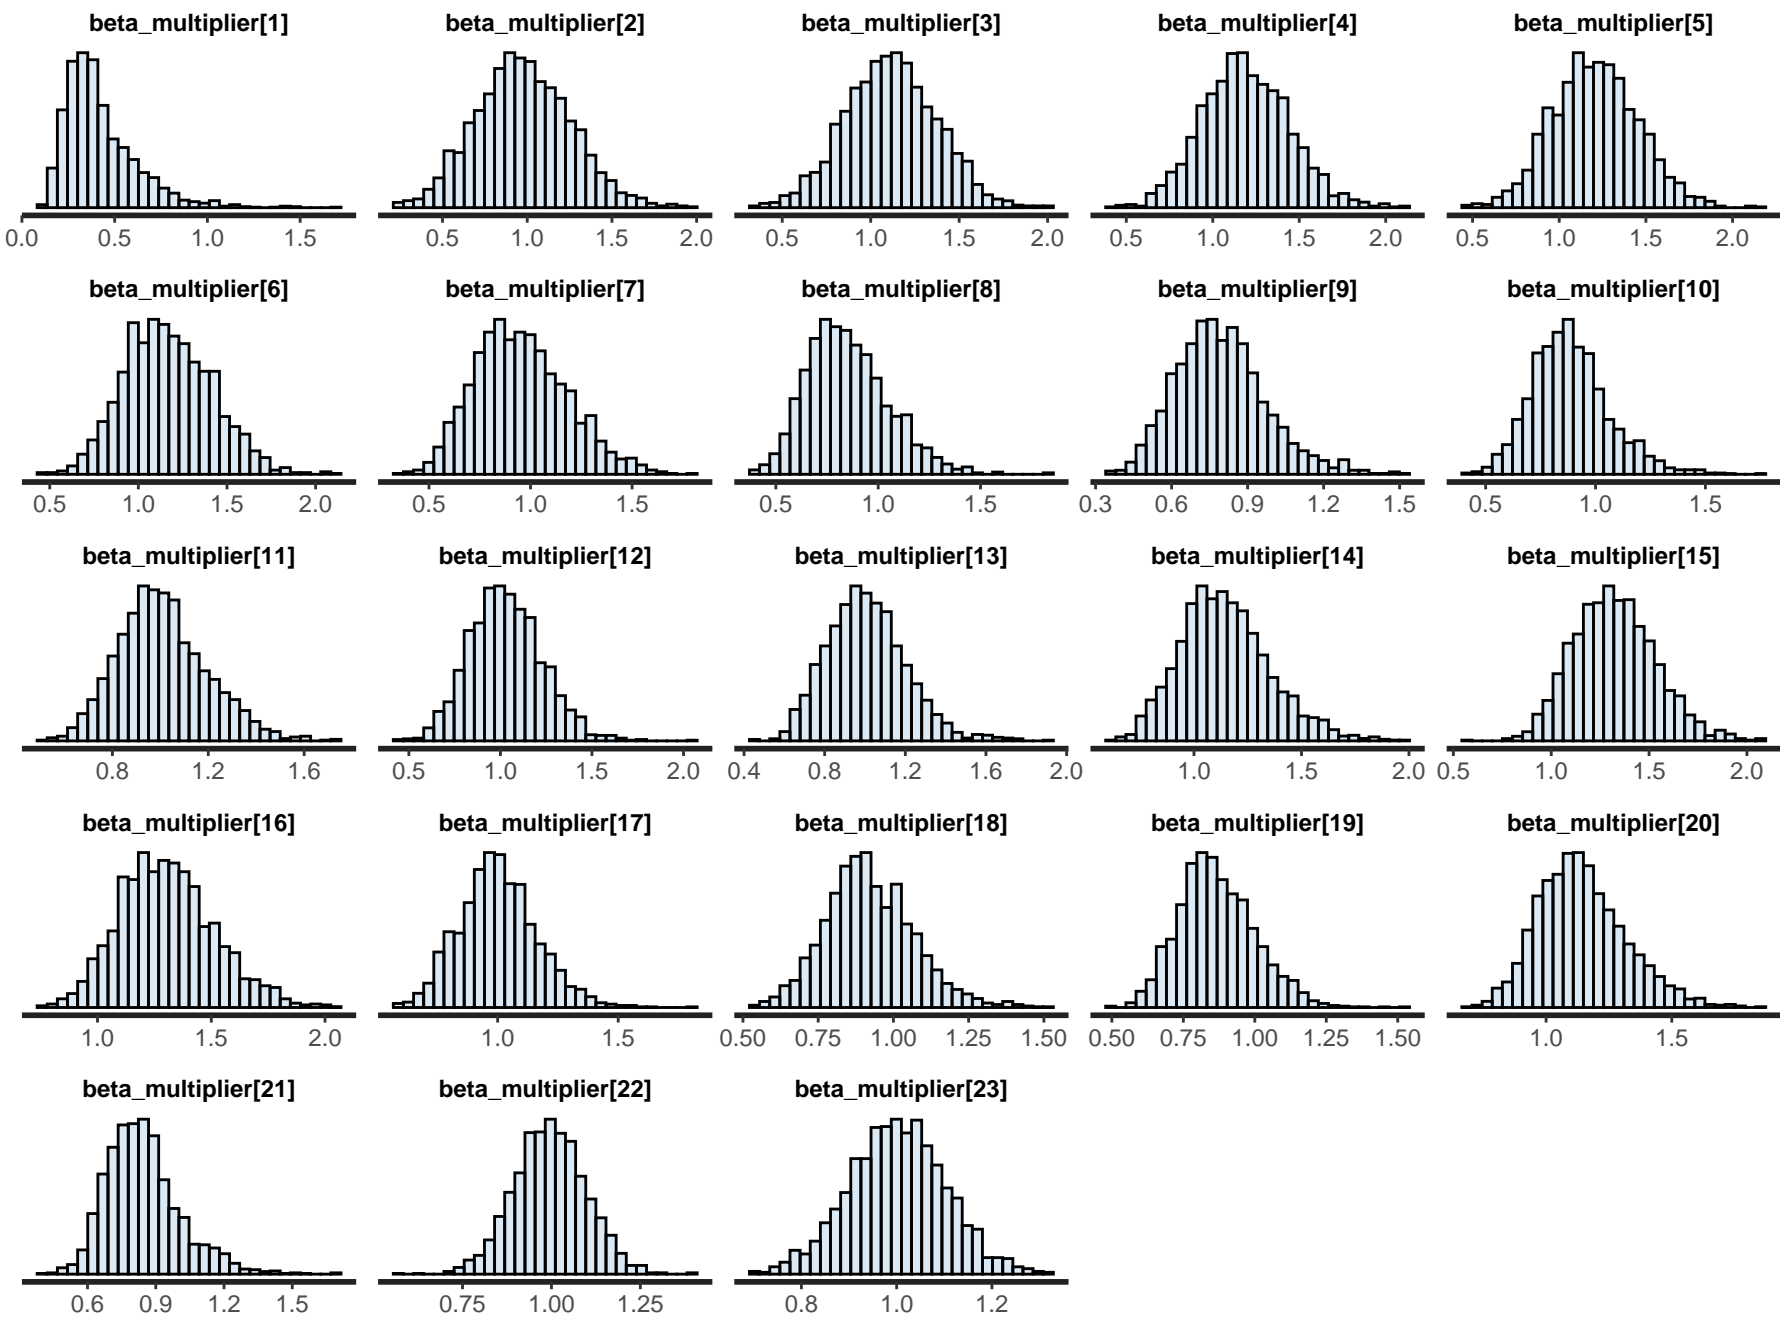 beta_multiplier[1] beta_multiplier[2] beta_multiplier[3] beta_multiplier[4] beta_multiplier[5]
0.0 0.5 1.0 1.5 0.5 1.0 1.5 2.0 0.5 1.0 1.5 2.0 0.5 1.0 1.5 2.0 0.5 1.0 1.5 2.0
beta_multiplier[6] beta_multiplier[7] beta_multiplier[8] beta_multiplier[9] beta_multiplier[10]
0.5 1.0 1.5 2.0 0.5 1.0 1.5 0.5 1.0 1.5 0.3 0.6 0.9 1.2 1.5 0.5 1.0 1.5
beta_multiplier[11] beta_multiplier[12] beta_multiplier[13] beta_multiplier[14] beta_multiplier[15]
0.8 1.2 1.6 0.5 1.0 1.5 2.0 0.4 0.8 1.2 1.6 2.0 1.0 1.5 2.0 0.5 1.0 1.5 2.0
beta_multiplier[16] beta_multiplier[17] beta_multiplier[18] beta_multiplier[19] beta_multiplier[20]
1.0 1.5 2.0 1.0 1.5 0.50 0.75 1.00 1.25 1.50 0.50 0.75 1.00 1.25 1.50 1.0 1.5
beta_multiplier[21] beta_multiplier[22] beta_multiplier[23]
0.6 0.9 1.2 1.5 0.75 1.00 1.25 0.8 1.0 1.2